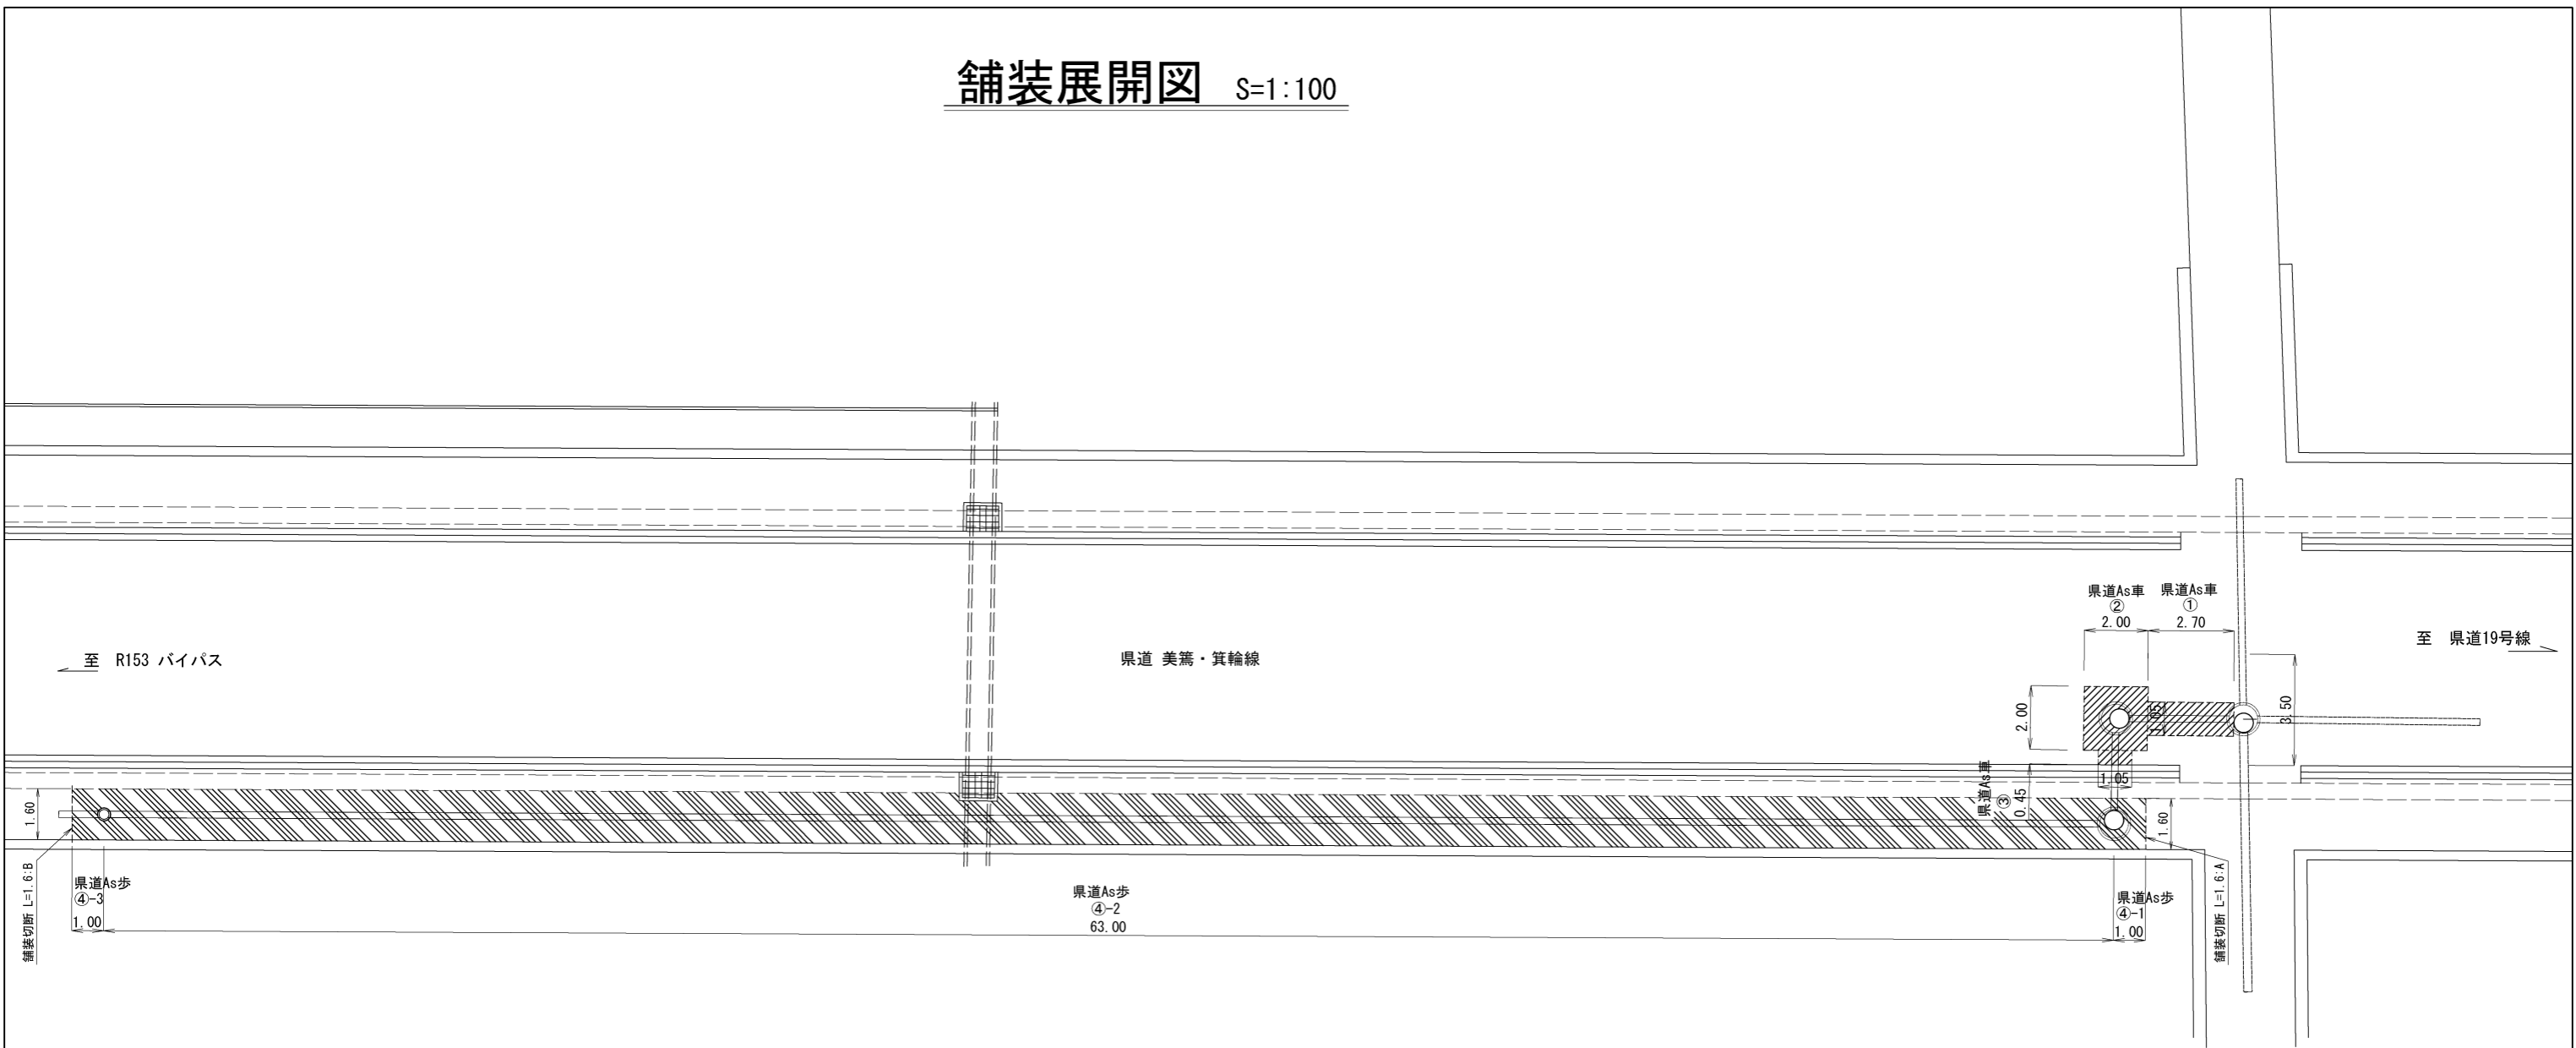 舗装展開図 S=1:100
県道As車
②
2.00
県道As車
①
2.70
至 R153 バイパス
県道 美篶・箕輪線
至 県道19号線
2.00
1.05
3.50
県道As車
③
0.45
1.05
1.60
1.60
舗装切断 L=1.6:B
県道As歩
④-3
1.00
県道As歩
④-2
63.00
県道As歩
④-1
1.00
舗装切断 L=1.6:A